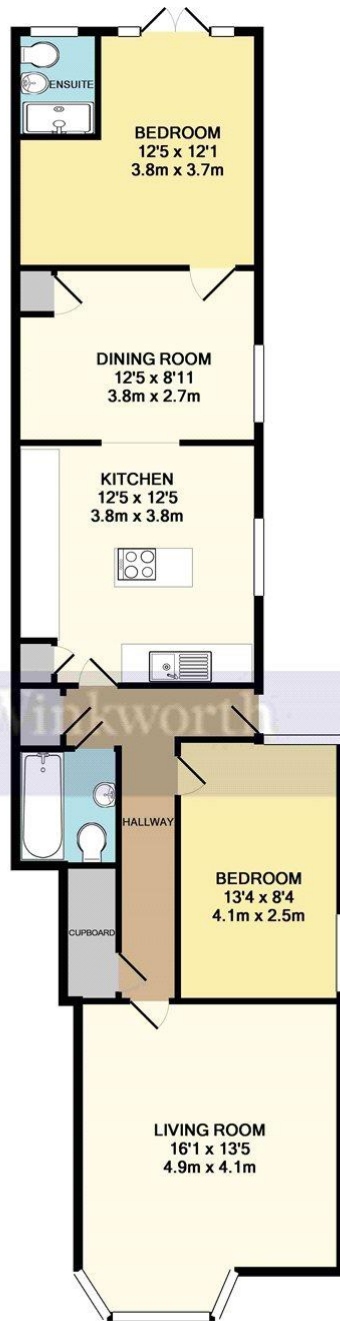 ENSUITE
BEDROOM
12'5 x 12'1
3.8m x 3.7m
DINING ROOM
12'5 x 8'11
3.8m x 2.7m
KITCHEN
12'5 x 12'5
3.8m x 3.8m
Winkworth
HALLWAY
BEDROOM
13'4 x 8'4
4.1m x 2.5m
CUPBOARD
LIVING ROOM
16'1 x 13'5
4.9m x 4.1m